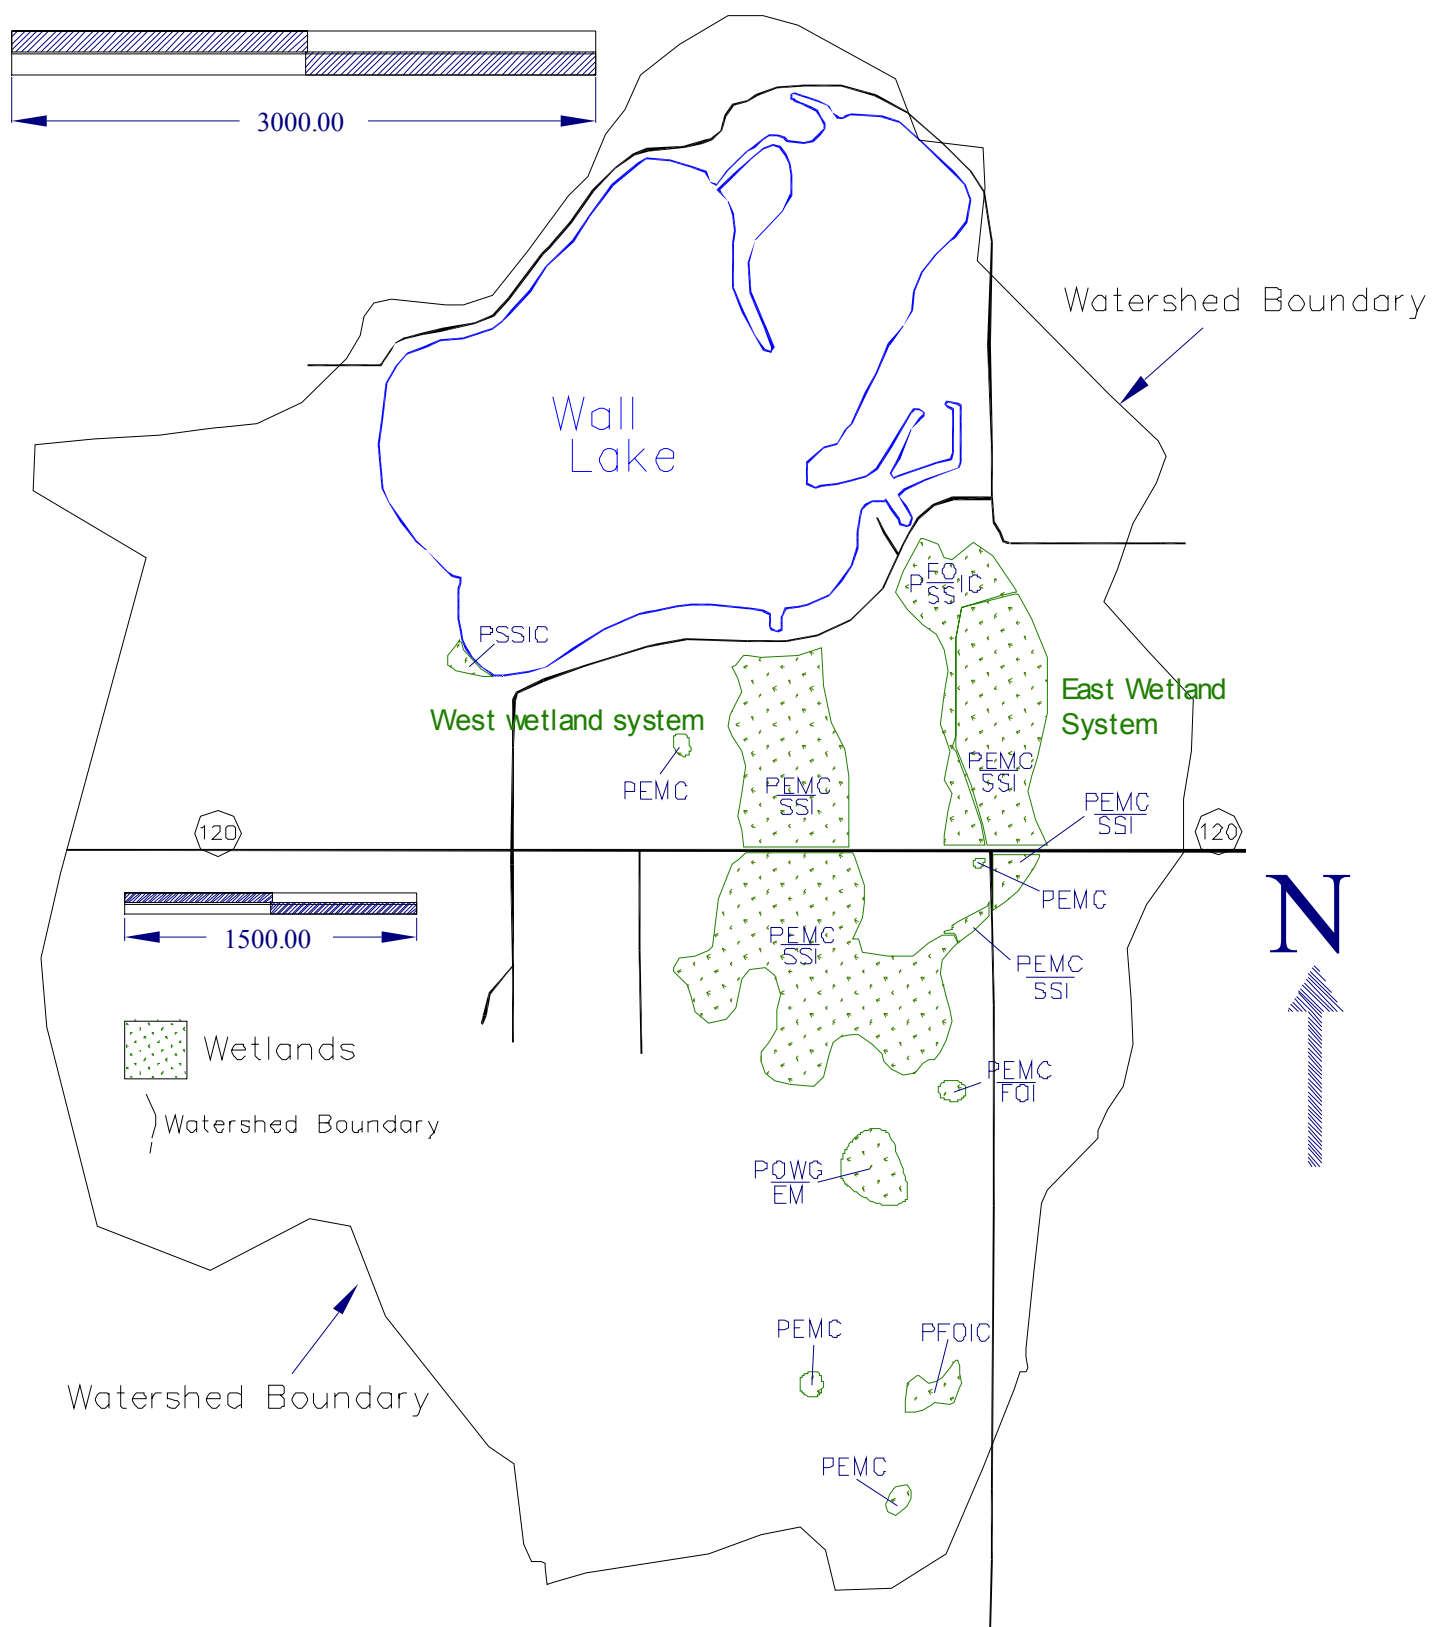 3000.00
Watershed Boundary
Wall
Lake
FO
P IC
SS
PSSIC
East Wetland
System
West wetland system
PEMC
SSI
PEMC
PEMC
SSI
PEMC
SSI
120
120
PEMC
N
1500.00
PEMC
SSI
PEMC
SSI
Wetlands
PEMC
FOI
Watershed Boundary
POWG
EM
PEMC
PFOIC
Watershed Boundary
PEMC